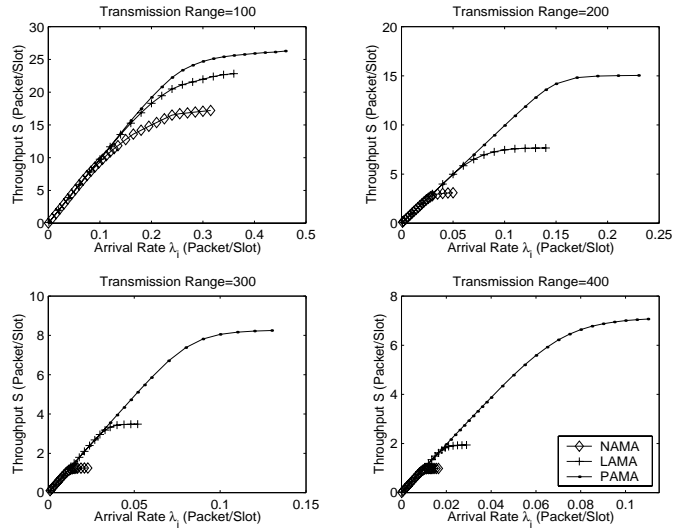 Transmission Range=100
Throughput S (Packet/Slot)
30
25
20
15
10
5
0
0 0.1 0.2 0.3 0.4 0.5
Arrival Rate λi (Packet/Slot)
Transmission Range=200
Throughput S (Packet/Slot)
20
15
10
5
0
0 0.05 0.1 0.15 0.2 0.25
Arrival Rate λi (Packet/Slot)
Transmission Range=300
Throughput S (Packet/Slot)
10
8
6
4
2
0
0 0.05 0.1 0.15
Arrival Rate λi (Packet/Slot)
Transmission Range=400
Throughput S (Packet/Slot)
8
6
4
2
0
0 0.02 0.04 0.06 0.08 0.1
Arrival Rate λi (Packet/Slot)
NAMA
LAMA
PAMA